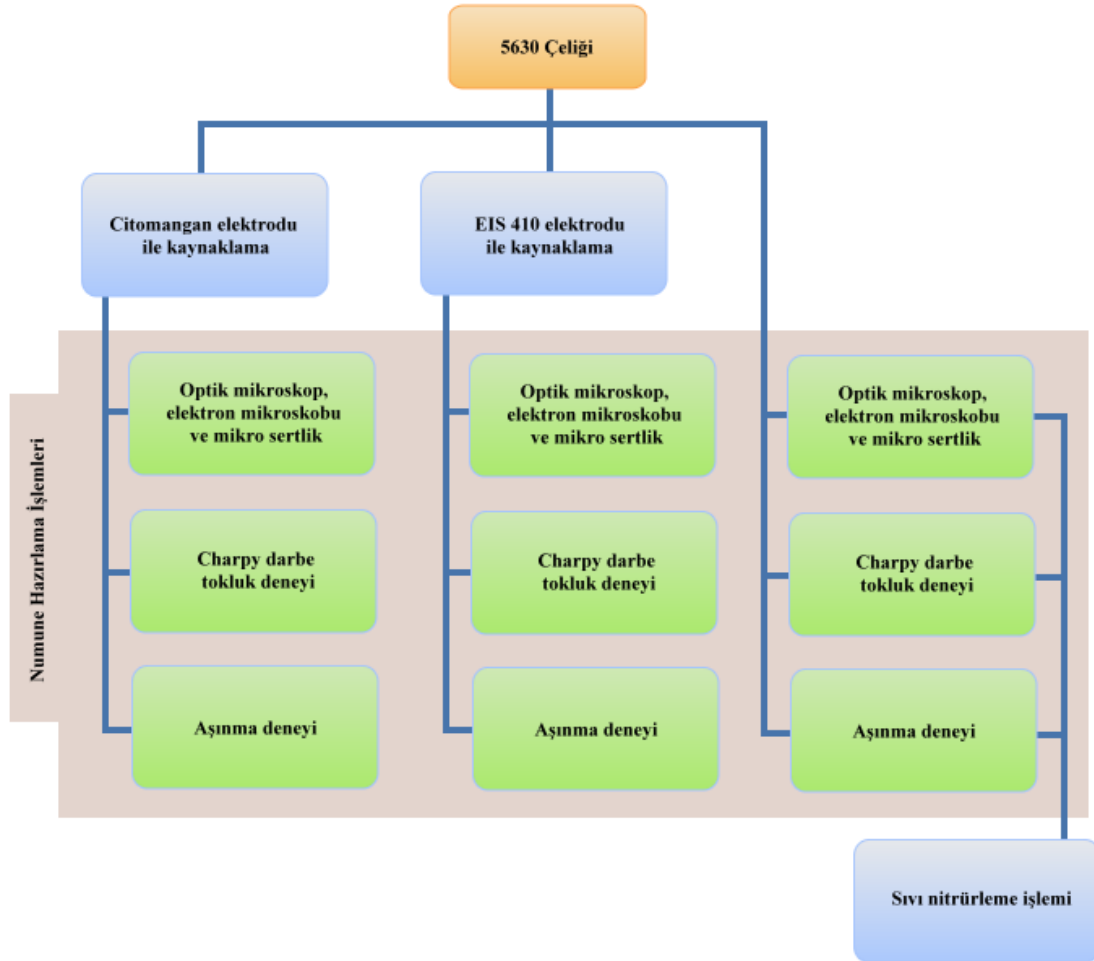 5630 Çeliği
Citomangan elektrodu
ile kaynaklama
EIS 410 elektrodu
ile kaynaklama
Numune Hazırlama İşlemleri
Optik mikroskop,
elektron mikroskobu
ve mikro sertlik
Optik mikroskop,
elektron mikroskobu
ve mikro sertlik
Optik mikroskop,
elektron mikroskobu
ve mikro sertlik
Charpy darbe
tokluk deneyi
Charpy darbe
tokluk deneyi
Charpy darbe
tokluk deneyi
Aşınma deneyi
Aşınma deneyi
Aşınma deneyi
Sıvı nitrürleme işlemi